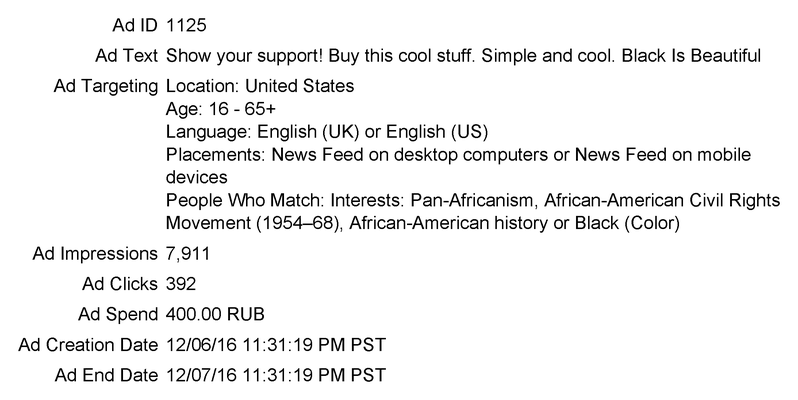 Ad ID 1125
Ad Text Show your support! Buy this cool stuff. Simple and cool. Black Is Beautiful
Ad Targeting Location: United States
Age: 16 - 65+
Language: English (UK) or English (US)
Placements: News Feed on desktop computers or News Feed on mobile
devices
People Who Match: Interests: Pan-Africanism, African-American Civil Rights
Movement (1954–68), African-American history or Black (Color)
Ad Impressions 7,911
Ad Clicks 392
Ad Spend 400.00 RUB
Ad Creation Date 12/06/16 11:31:19 PM PST
Ad End Date 12/07/16 11:31:19 PM PST